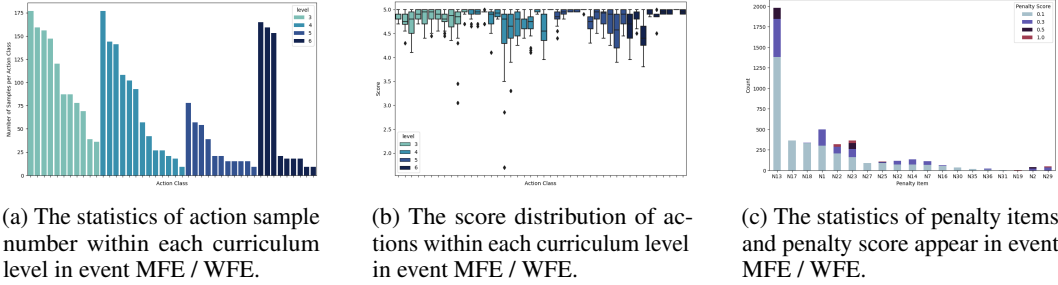 level
3
4
5
6
175
150
125
100
75
50
25
0
Number of Samples per Action Class
Action Class
5.0
4.5
4.0
3.5
3.0
2.5
2.0
Score
level
3
4
5
6
Action Class
2000
1750
1500
1250
1000
750
500
250
0
Count
Penalty Score
0.1
0.3
0.5
1.0
N13 N17 N18 N1 N22 N23 N27 N25 N32 N14 N7 N16 N30 N35 N36 N31 N19 N2 N29
Penalty Item
(a) The statistics of action sample
number within each curriculum
level in event MFE / WFE.
(b) The score distribution of ac-
tions within each curriculum level
in event MFE / WFE.
(c) The statistics of penalty items
and penalty score appear in event
MFE / WFE.